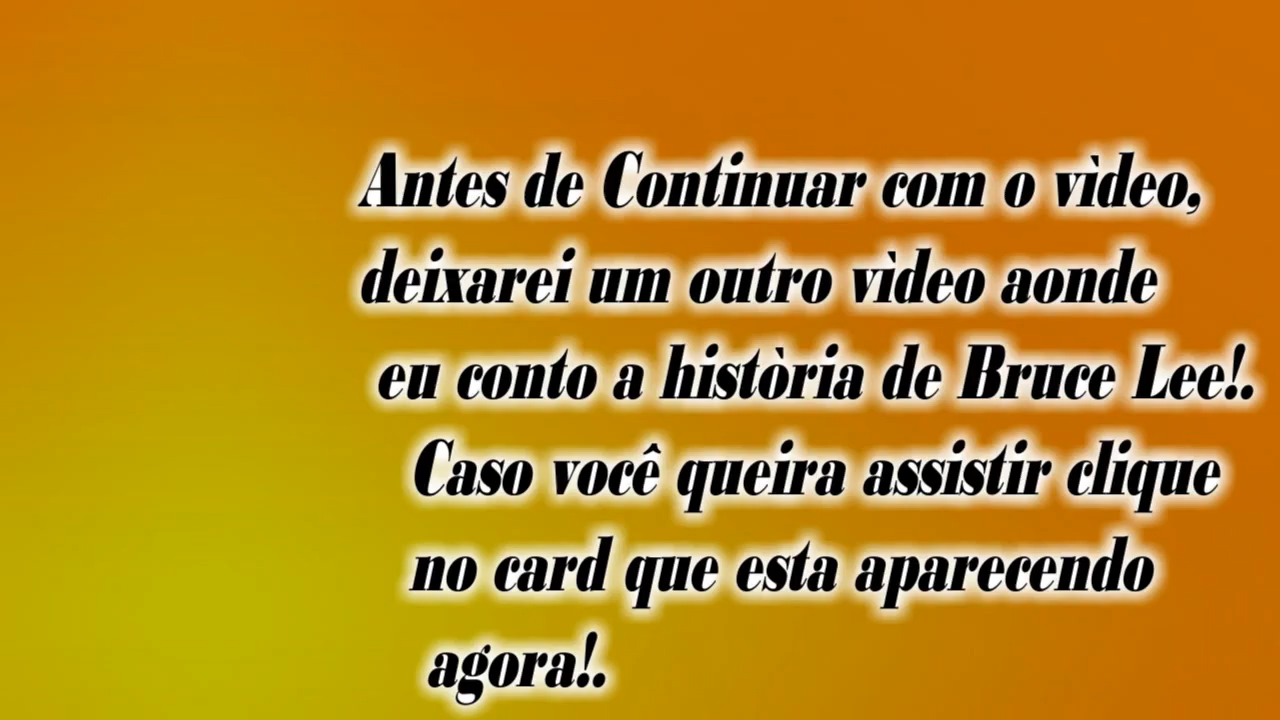 Antes de Continuar com o vìdeo,
deixarei um outro vìdeo aonde
eu conto a història de Bruce Lee!.
Caso você queira assistir clique
no card que esta aparecendo
agora!.